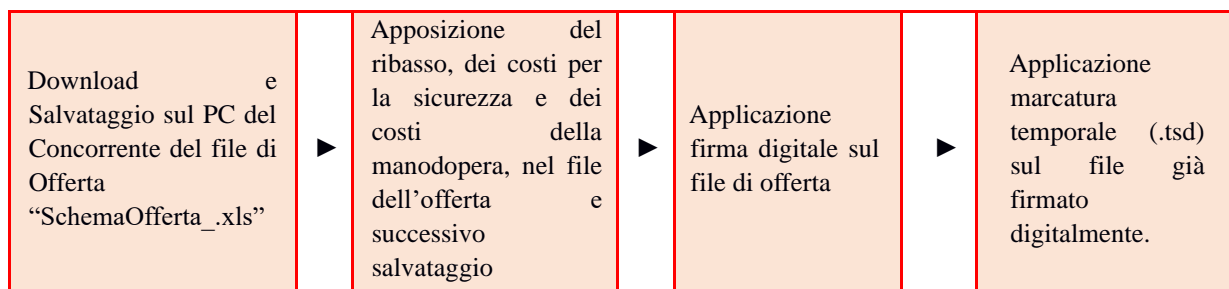 Download e
Salvataggio sul PC del
Concorrente del file di
Offerta
“SchemaOfferta_.xls”
►
Apposizione del
ribasso, dei costi per
la sicurezza e dei
costi della
manodopera, nel file
dell’offerta e
successivo
salvataggio
►
Applicazione
firma digitale sul
file di offerta
►
Applicazione
marcatura
temporale (.tsd)
sul file già
firmato
digitalmente.